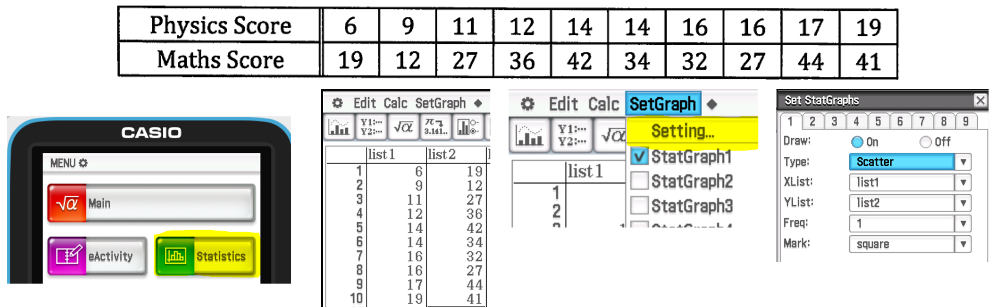 Physics Score 6 9 11 12 14 14 16 16 17 19
Maths Score 19 12 27 36 42 34 32 27 44 41
CASIO
MENU
√α Main
eActivity
Statistics
Edit Calc SetGraph
Y1:···
Y2:···
√α
π
3.141..
list1 list2
1 6 19
2 9 12
3 11 27
4 12 36
5 14 42
6 14 34
7 16 32
8 16 27
9 17 44
10 19 41
Edit Calc SetGraph
Y1:···
Y2:···
√α
Setting...
StatGraph1
StatGraph2
StatGraph3
list1
1
2
Set StatGraphs
1 2 3 4 5 6 7 8 9
Draw: On Off
Type: Scatter
XList: list1
YList: list2
Freq: 1
Mark: square